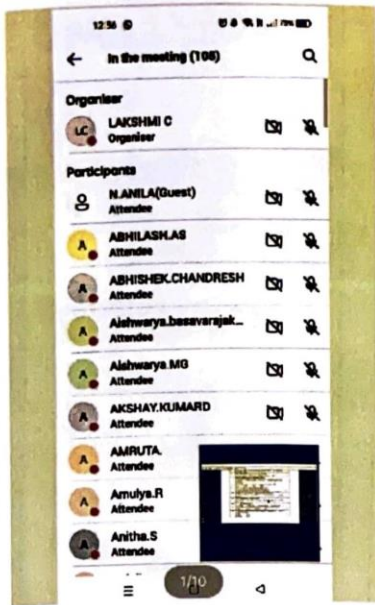 12:56
In the meeting (105)
Organiser
LC
LAKSHMI C
Organiser
Participants
N.ANILA(Guest)
Attendee
A
ABHILASH.AS
Attendee
A
ABHISHEK.CHANDRESH
Attendee
A
Aishwarya.basavarajak...
Attendee
A
Aishwarya.MG
Attendee
A
AKSHAY.KUMARD
Attendee
A
AMRUTA.
Attendee
A
Amulya.R
Attendee
A
Anitha.S
Attendee
1/10